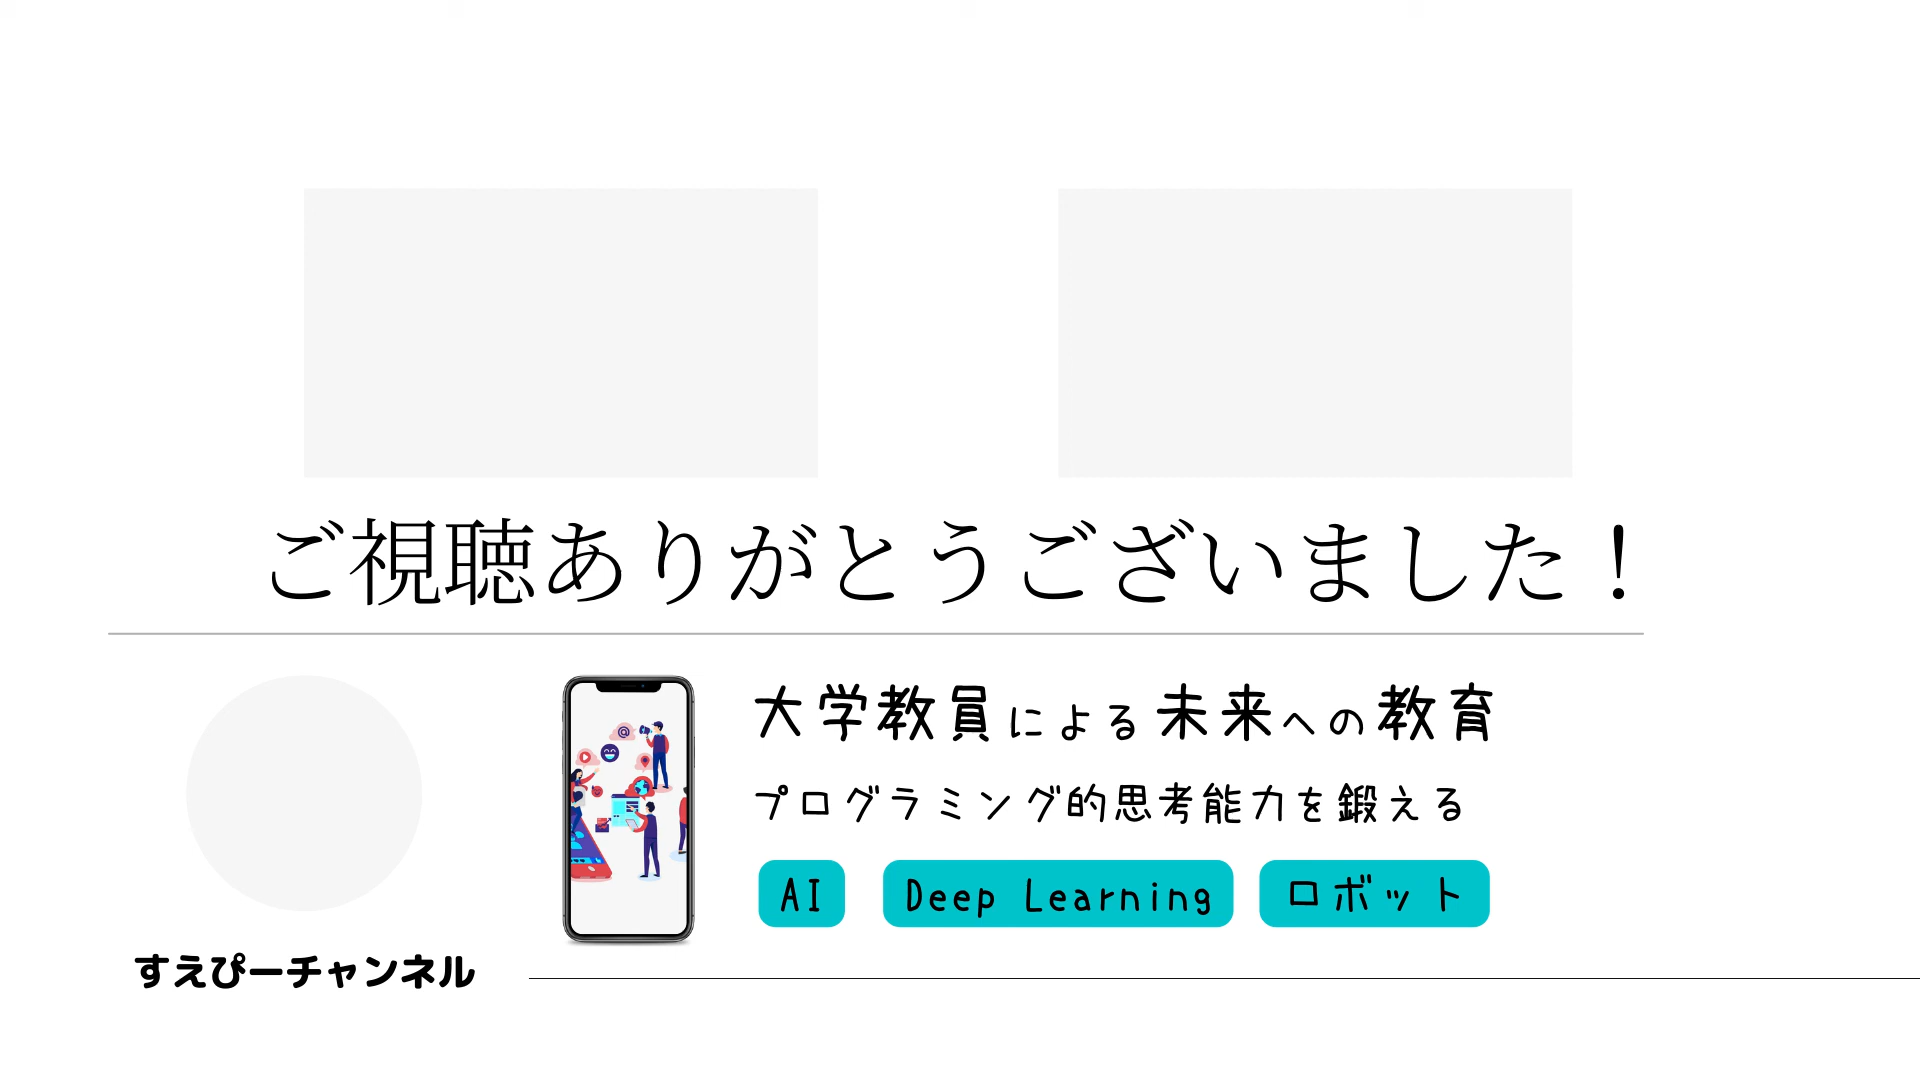 ご視聴ありがとうございました！
大学教員による未来への教育
プログラミング的思考能力を鍛える
AI Deep Learning ロボット
すえぴーチャンネル